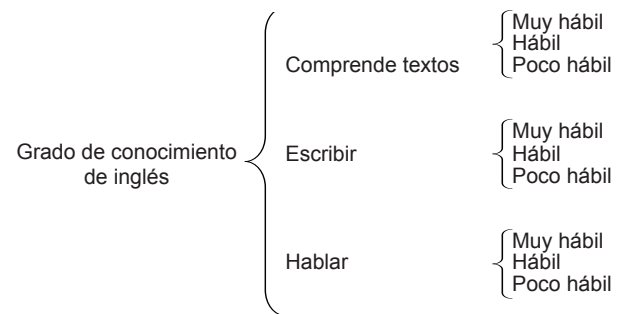 Grado de conocimiento
de inglés
Comprende textos
Muy hábil
Hábil
Poco hábil
Escribir
Muy hábil
Hábil
Poco hábil
Hablar
Muy hábil
Hábil
Poco hábil